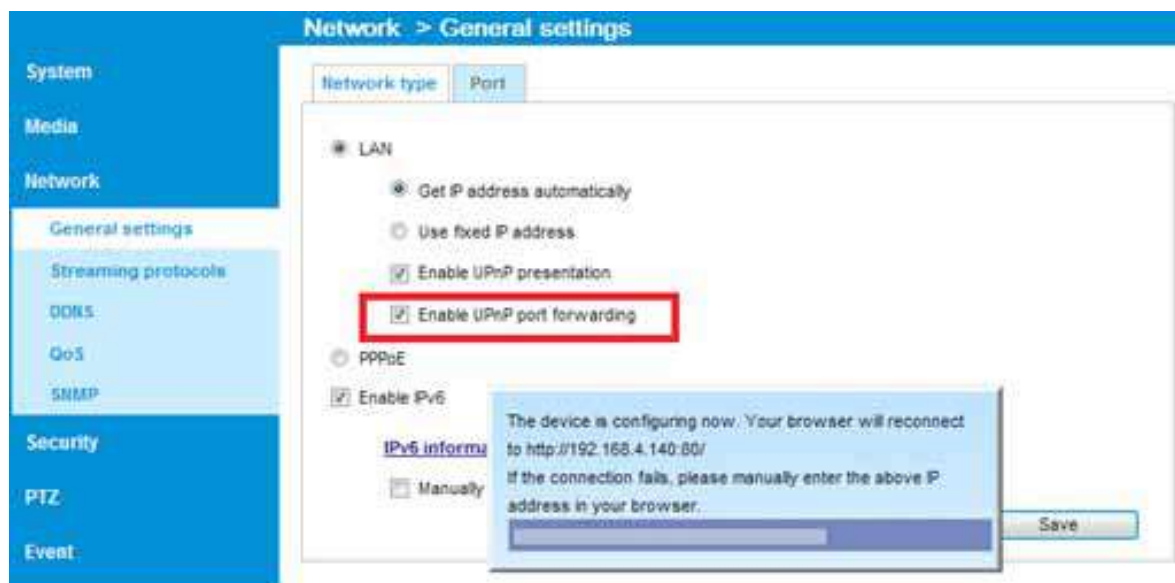 Network > General settings
System
Media
Network
General settings
Streaming protocols
DDNS
QoS
SNMP
Security
PTZ
Event
Network type Port
LAN
Get IP address automatically
Use fixed IP address
Enable UPnP presentation
Enable UPnP port forwarding
PPPoE
Enable IPv6
IPv6 informa
Manually
The device is configuring now. Your browser will reconnect
to http://192.168.4.140:80/
If the connection fails, please manually enter the above IP
address in your browser.
Save